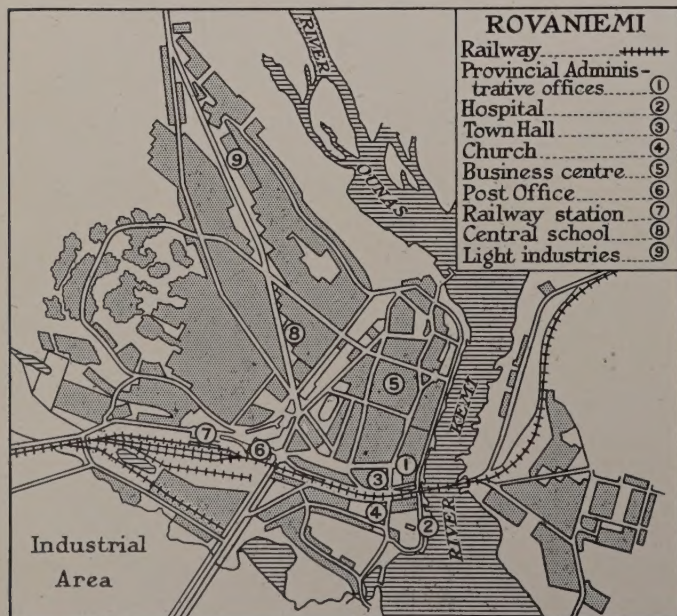 ROVANIEMI
Railway
Provincial Adminis-
trative offices ①
Hospital ②
Town Hall ③
Church ④
Business centre ⑤
Post Office ⑥
Railway station ⑦
Central school ⑧
Light industries ⑨
RIVER
OUNAS
⑨
⑧
⑤
KEMI
⑦
⑥
③
①
④
②
RIVER
Industrial
Area